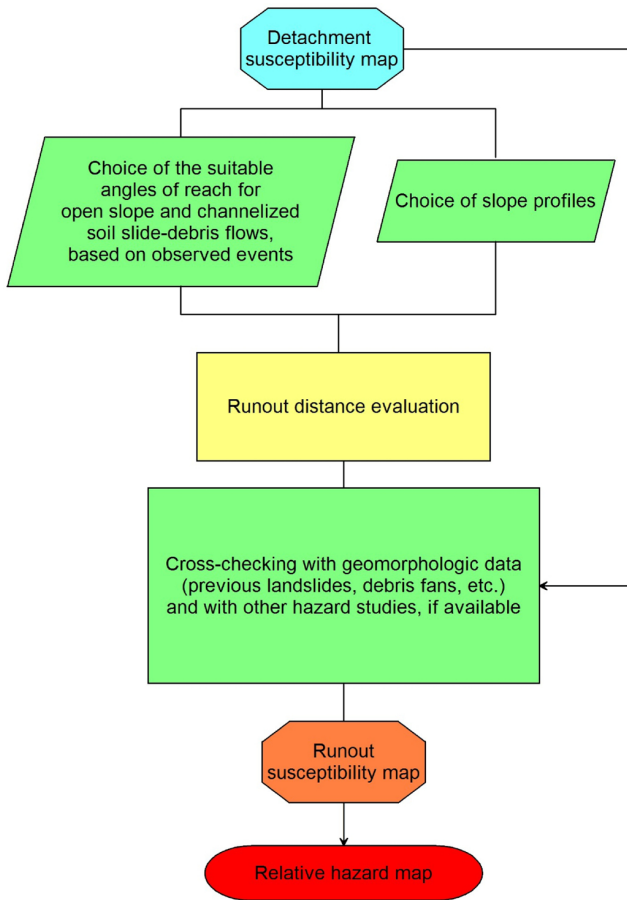 Detachment
susceptibility map
Choice of the suitable
angles of reach for
open slope and channelized
soil slide-debris flows,
based on observed events
Choice of slope profiles
Runout distance evaluation
Cross-checking with geomorphologic data
(previous landslides, debris fans, etc.)
and with other hazard studies, if available
Runout
susceptibility map
Relative hazard map